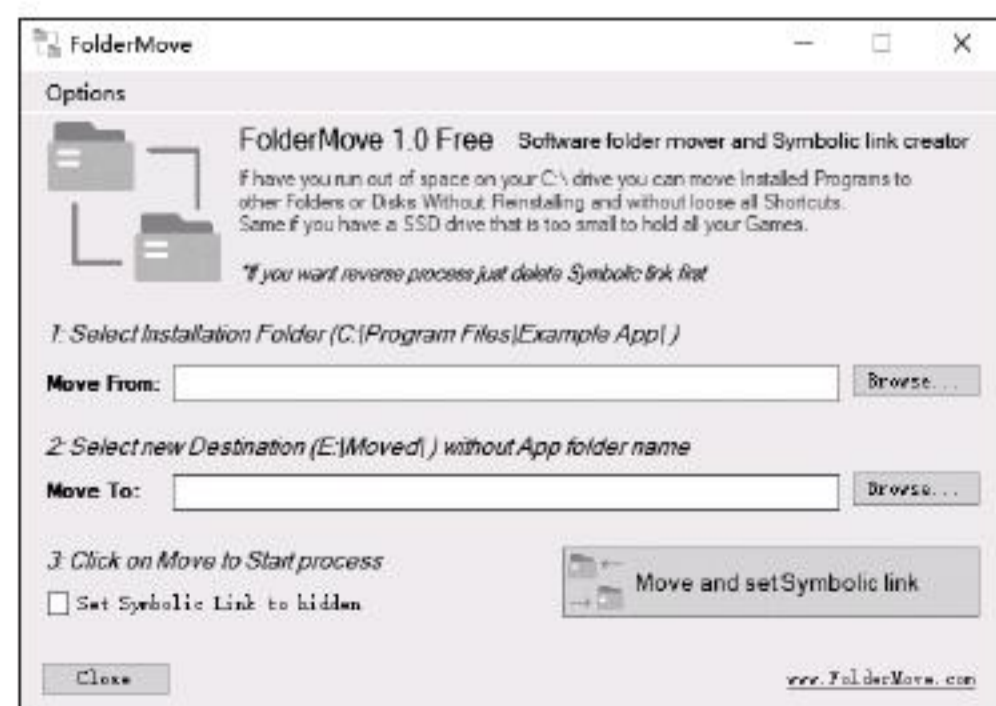 FolderMove
Options
FolderMove 1.0 Free Software folder mover and Symbolic link creator
If have you run out of space on your C:\ drive you can move Installed Programs to
other Folders or Disks Without Reinstalling and without loose all Shortcuts.
Same if you have a SSD drive that is too small to hold all your Games.
*If you want reverse process just delete Symbolic link first
1: Select Installation Folder (C:\Program Files\Example App\ )
Move From:
Browse...
2: Select new Destination (E:\Moved\ ) without App folder name
Move To:
Browse...
3: Click on Move to Start process
Set Symbolic Link to hidden
Move and set Symbolic link
Close
www.FolderMove.com